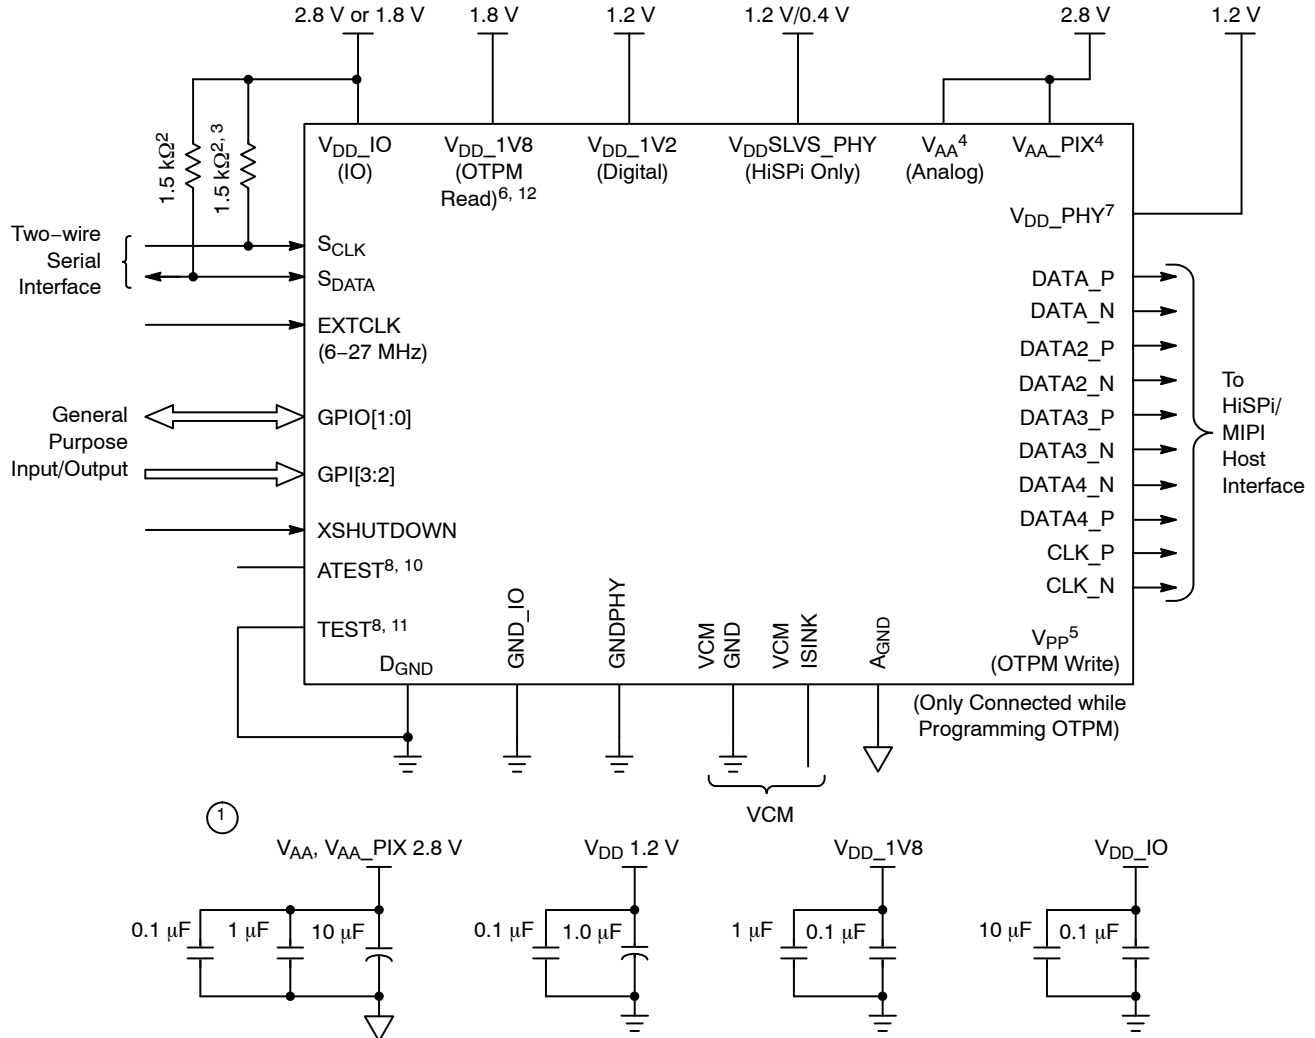 2.8 V or 1.8 V
1.8 V
1.2 V
1.2 V/0.4 V
2.8 V
1.2 V
1.5 kΩ2
1.5 kΩ2, 3
VDD_IO
(IO)
VDD_1V8
(OTPM
Read)6, 12
VDD_1V2
(Digital)
VDDSLVS_PHY
(HiSPi Only)
VAA4
(Analog)
VAA_PIX4
VDD_PHY7
Two−wire
Serial
Interface
SCLK
SDATA
EXTCLK
(6−27 MHz)
General
Purpose
Input/Output
GPIO[1:0]
GPI[3:2]
XSHUTDOWN
ATEST8, 10
TEST8, 11
DATA_P
DATA_N
DATA2_P
DATA2_N
DATA3_P
DATA3_N
DATA4_N
DATA4_P
CLK_P
CLK_N
To
HiSPi/
MIPI
Host
Interface
DGND
GND_IO
GNDPHY
VCM
GND
VCM
ISINK
AGND
VPP5
(OTPM Write)
(Only Connected while
Programming OTPM)
VCM
1
VAA, VAA_PIX 2.8 V
0.1 μF
1 μF
10 μF
VDD 1.2 V
0.1 μF
1.0 μF
VDD_1V8
1 μF
0.1 μF
VDD_IO
10 μF
0.1 μF